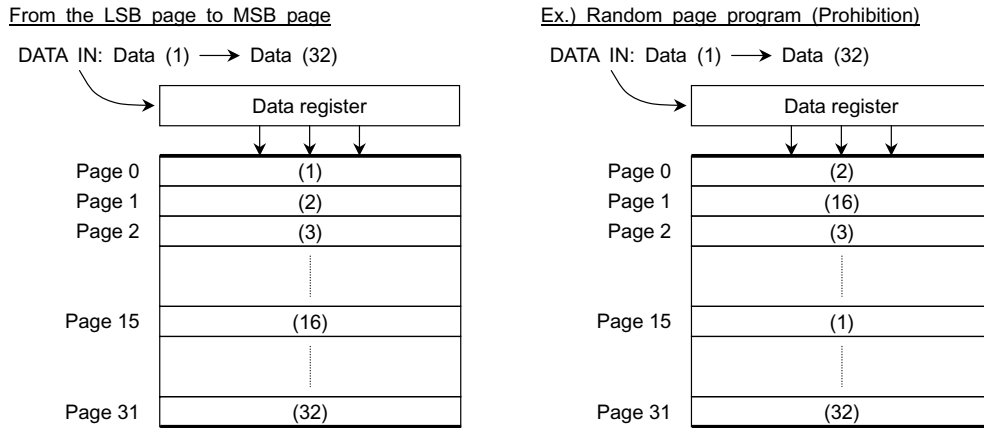 From the LSB page to MSB page
DATA IN: Data (1) → Data (32)
Data register
Page 0 (1)
Page 1 (2)
Page 2 (3)
Page 15 (16)
Page 31 (32)
Ex.) Random page program (Prohibition)
DATA IN: Data (1) → Data (32)
Data register
Page 0 (2)
Page 1 (16)
Page 2 (3)
Page 15 (1)
Page 31 (32)